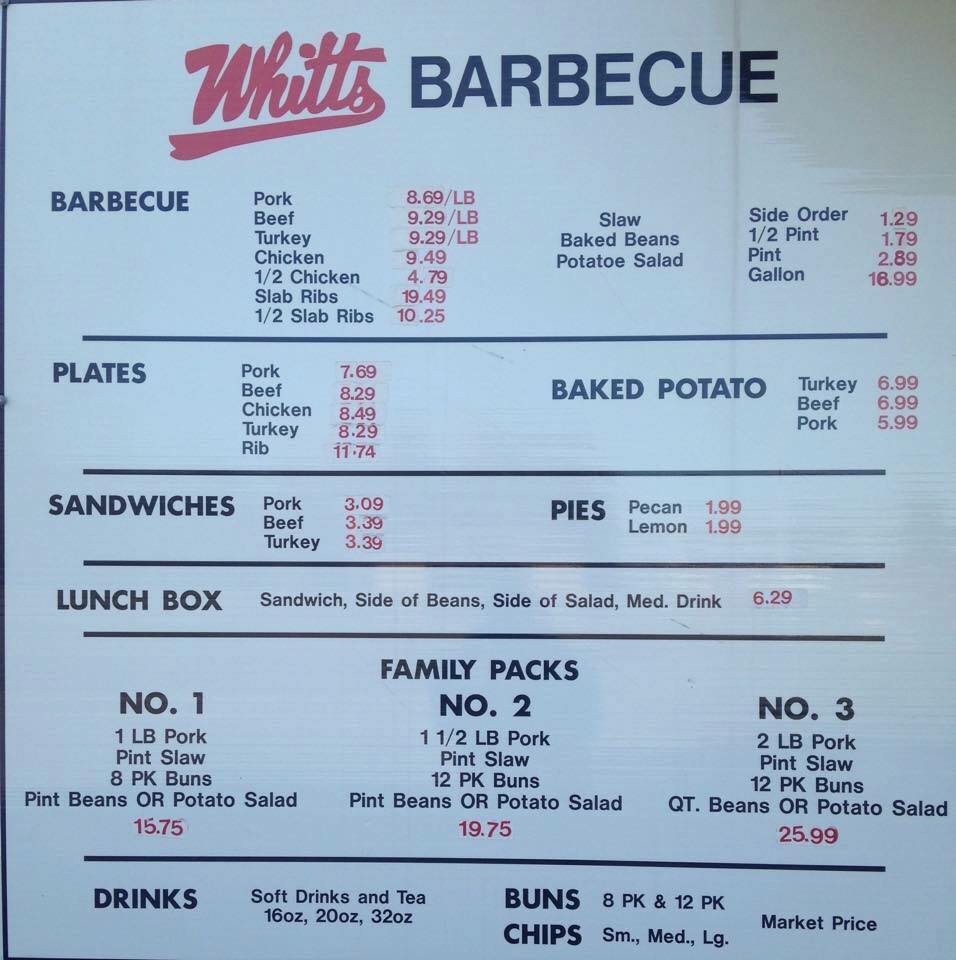 Whitts BARBECUE
BARBECUE
Pork 8.69/LB
Beef 9.29/LB
Turkey 9.29/LB
Chicken 9.49
1/2 Chicken 4.79
Slab Ribs 19.49
1/2 Slab Ribs 10.25
Slaw
Baked Beans
Potatoe Salad
Side Order 1.29
1/2 Pint 1.79
Pint 2.89
Gallon 16.99
PLATES
Pork 7.69
Beef 8.29
Chicken 8.49
Turkey 8.29
Rib 11.74
BAKED POTATO
Turkey 6.99
Beef 6.99
Pork 5.99
SANDWICHES
Pork 3.09
Beef 3.39
Turkey 3.39
PIES
Pecan 1.99
Lemon 1.99
LUNCH BOX Sandwich, Side of Beans, Side of Salad, Med. Drink 6.29
FAMILY PACKS
NO. 1
1 LB Pork
Pint Slaw
8 PK Buns
Pint Beans OR Potato Salad
15.75
NO. 2
1 1/2 LB Pork
Pint Slaw
12 PK Buns
Pint Beans OR Potato Salad
19.75
NO. 3
2 LB Pork
Pint Slaw
12 PK Buns
QT. Beans OR Potato Salad
25.99
DRINKS
Soft Drinks and Tea
16oz, 20oz, 32oz
BUNS 8 PK & 12 PK
CHIPS Sm., Med., Lg.
Market Price